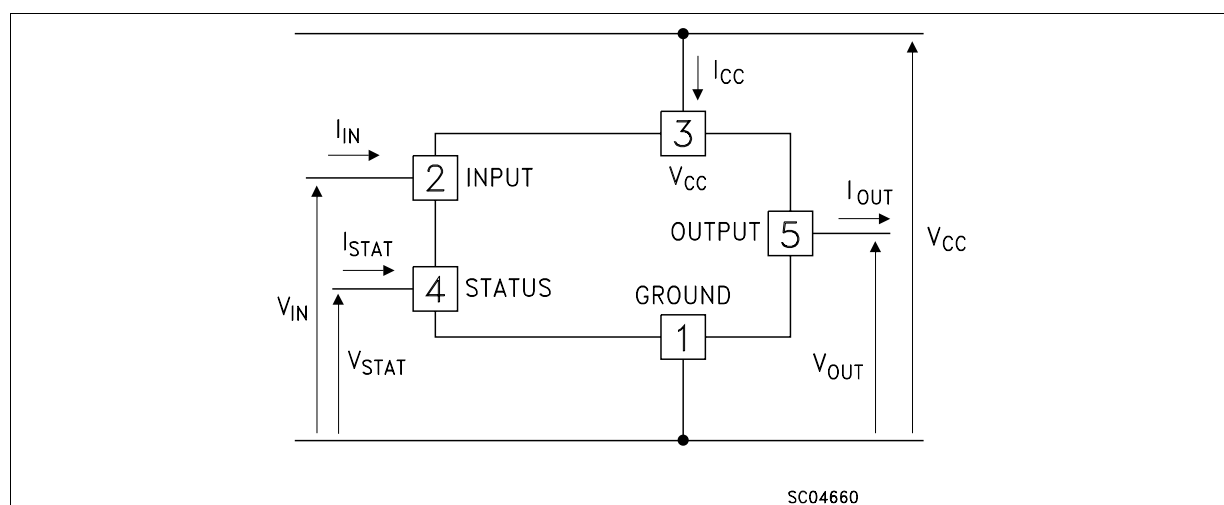 I_CC
3
V_CC
I_IN
2 INPUT
I_OUT
OUTPUT 5
V_CC
I_STAT
4 STATUS
GROUND
1
V_IN
V_STAT
V_OUT
SC04660